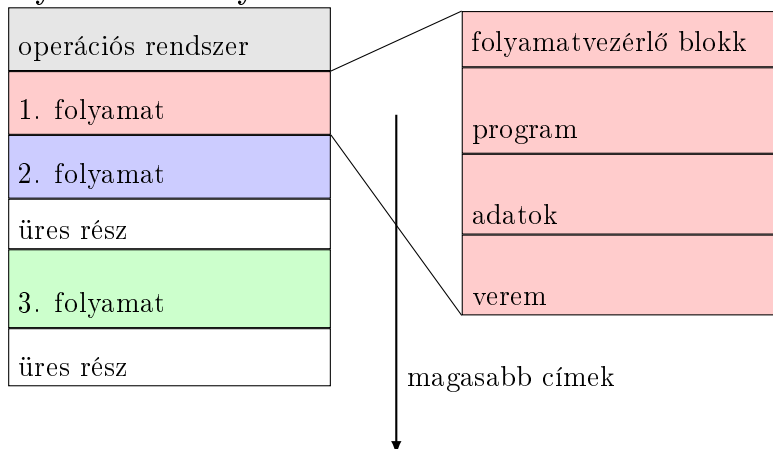 operációs rendszer
1. folyamat
2. folyamat
üres rész
3. folyamat
üres rész
folyamatvezérlő blokk
program
adatok
verem
magasabb címek